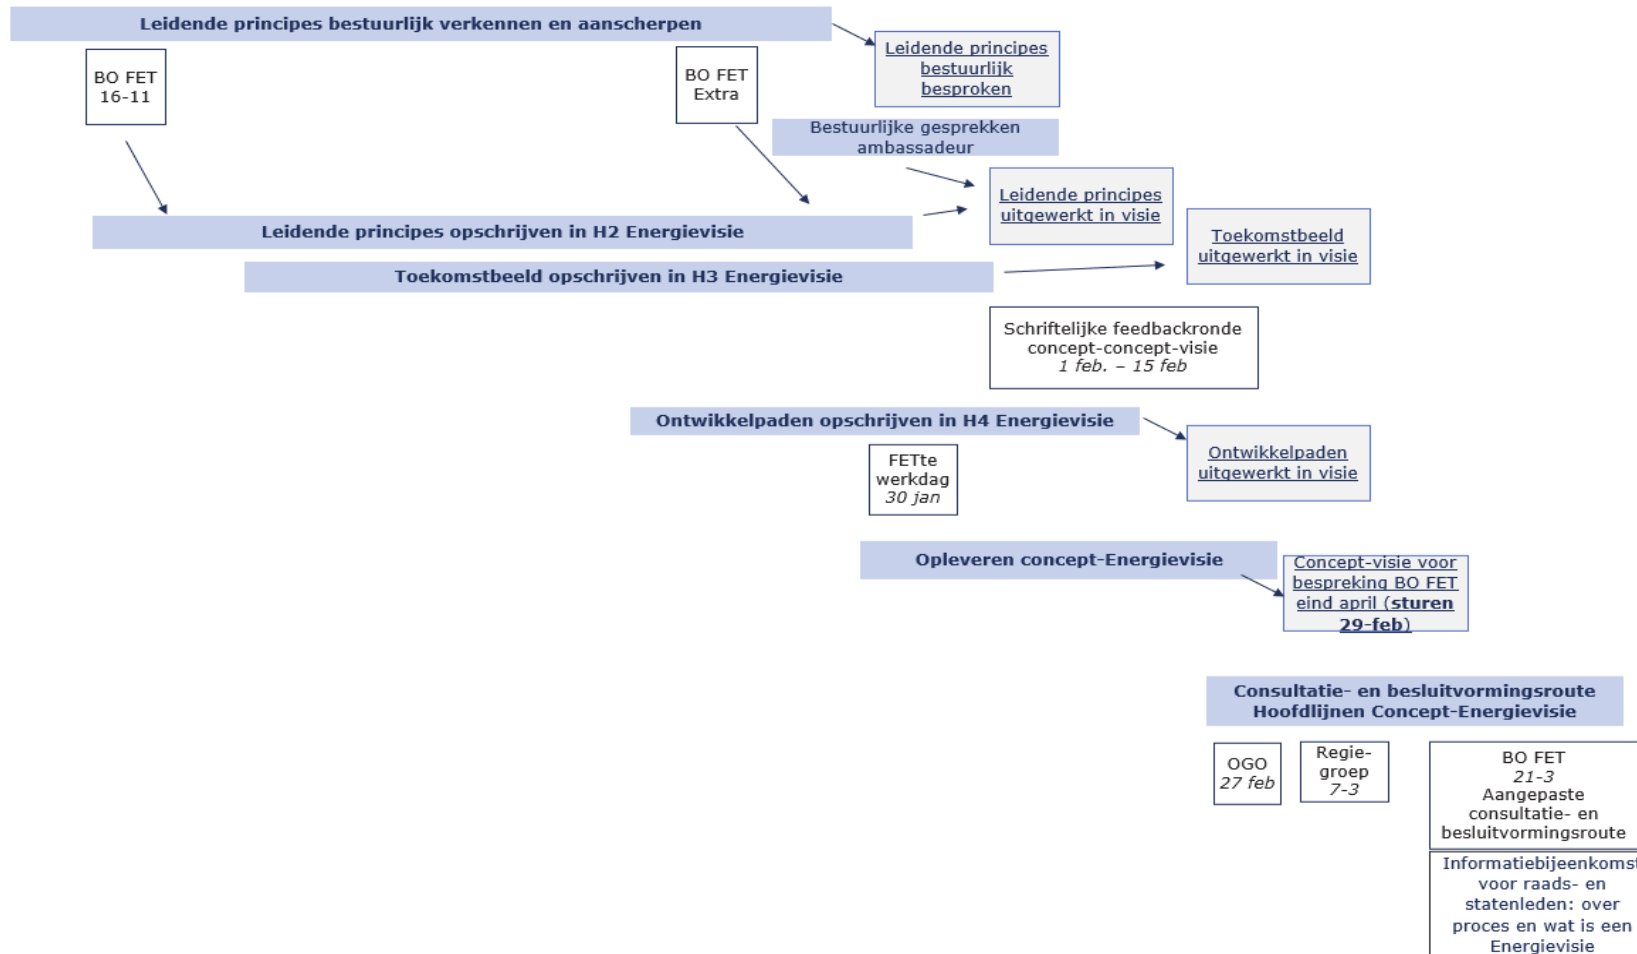 Leidende principes bestuurlijk verkennen en aanscherpen
BO FET
16-11
BO FET
Extra
Leidende principes
bestuurlijk
besproken
Bestuurlijke gesprekken
ambassadeur
Leidende principes
uitgewerkt in visie
Leidende principes opschrijven in H2 Energievisie
Toekomstbeeld
uitgewerkt in visie
Toekomstbeeld opschrijven in H3 Energievisie
Schriftelijke feedbackronde
concept-concept-visie
1 feb. – 15 feb
Ontwikkelpaden opschrijven in H4 Energievisie
FETte
werkdag
30 jan
Ontwikkelpaden
uitgewerkt in visie
Opleveren concept-Energievisie
Concept-visie voor
bespreking BO FET
eind april (sturen
29-feb)
Consultatie- en besluitvormingsroute
Hoofdlijnen Concept-Energievisie
OGO
27 feb
Regie-
groep
7-3
BO FET
21-3
Aangepaste
consultatie- en
besluitvormingsroute
Informatiebijeenkomst
voor raads- en
statenleden: over
proces en wat is een
Energievisie